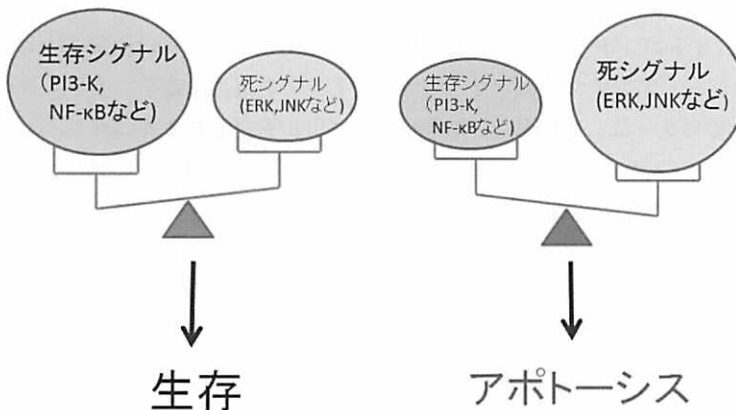 生存シグナル
(PI3-K,
NF-κBなど)
死シグナル
(ERK,JNKなど)
生存シグナル
(PI3-K,
NF-κBなど)
死シグナル
(ERK,JNKなど)
生存
アポトーシス